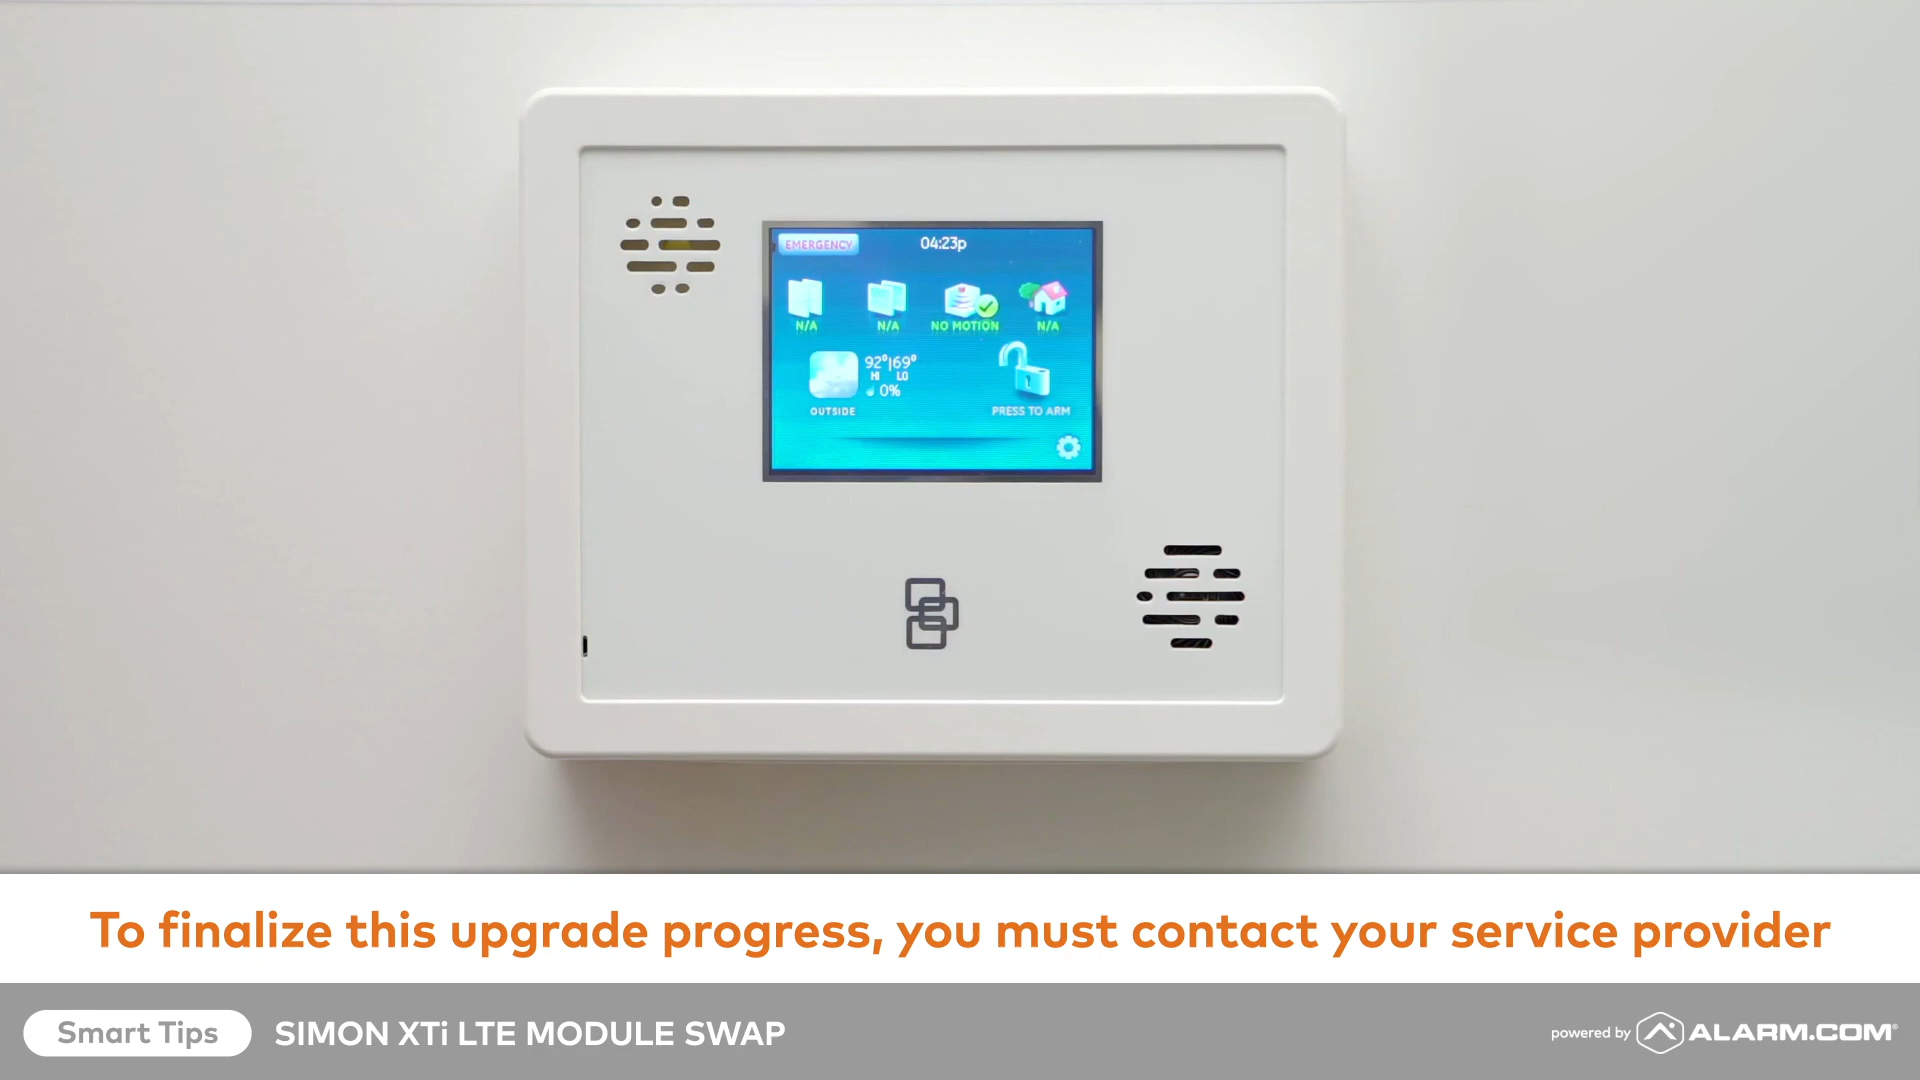 EMERGENCY
04:23p
N/A
N/A
NO MOTION
N/A
92°|69°
HI LO
0%
OUTSIDE
PRESS TO ARM
To finalize this upgrade progress, you must contact your service provider
Smart Tips
SIMON XTi LTE MODULE SWAP
powered by ALARM.COM®